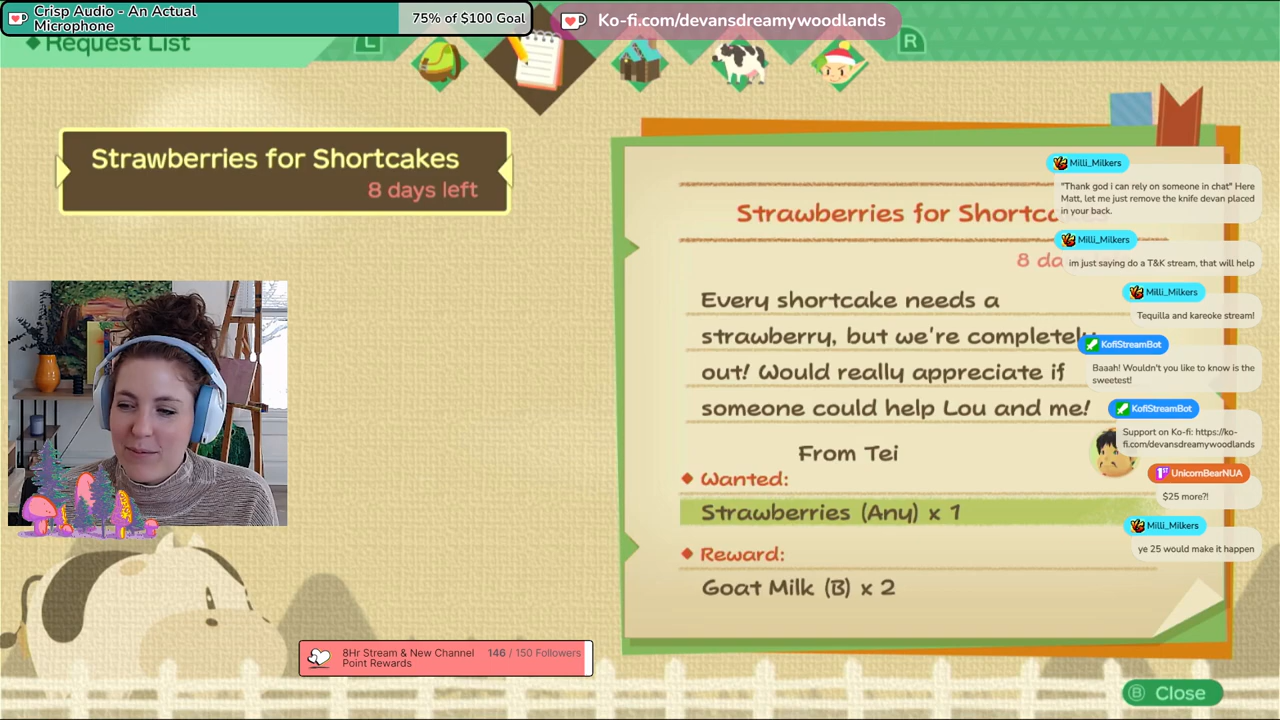 Crisp Audio - An Actual
Microphone
75% of $100 Goal
Ko-fi.com/devansdreamywoodlands
Request List
L
R
Strawberries for Shortcakes
8 days left
Strawberries for Shortc
8 da
Every shortcake needs a
strawberry, but we're completely
out! Would really appreciate if
someone could help Lou and me!
From Tei
Wanted:
Strawberries (Any) x 1
Reward:
Goat Milk (B) x 2
Milli_Milkers
"Thank god i can rely on someone in chat" Here
Matt, let me just remove the knife devan placed
in your back.
Milli_Milkers
im just saying do a T&K stream, that will help
Milli_Milkers
Tequilla and kareoke stream!
KofiStreamBot
Baaah! Wouldn't you like to know is the
sweetest!
KofiStreamBot
Support on Ko-fi: https://ko-
fi.com/devansdreamywoodlands
1ST
UnicornBearNUA
$25 more?!
Milli_Milkers
ye 25 would make it happen
8Hr Stream & New Channel
Point Rewards
146 / 150 Followers
B Close